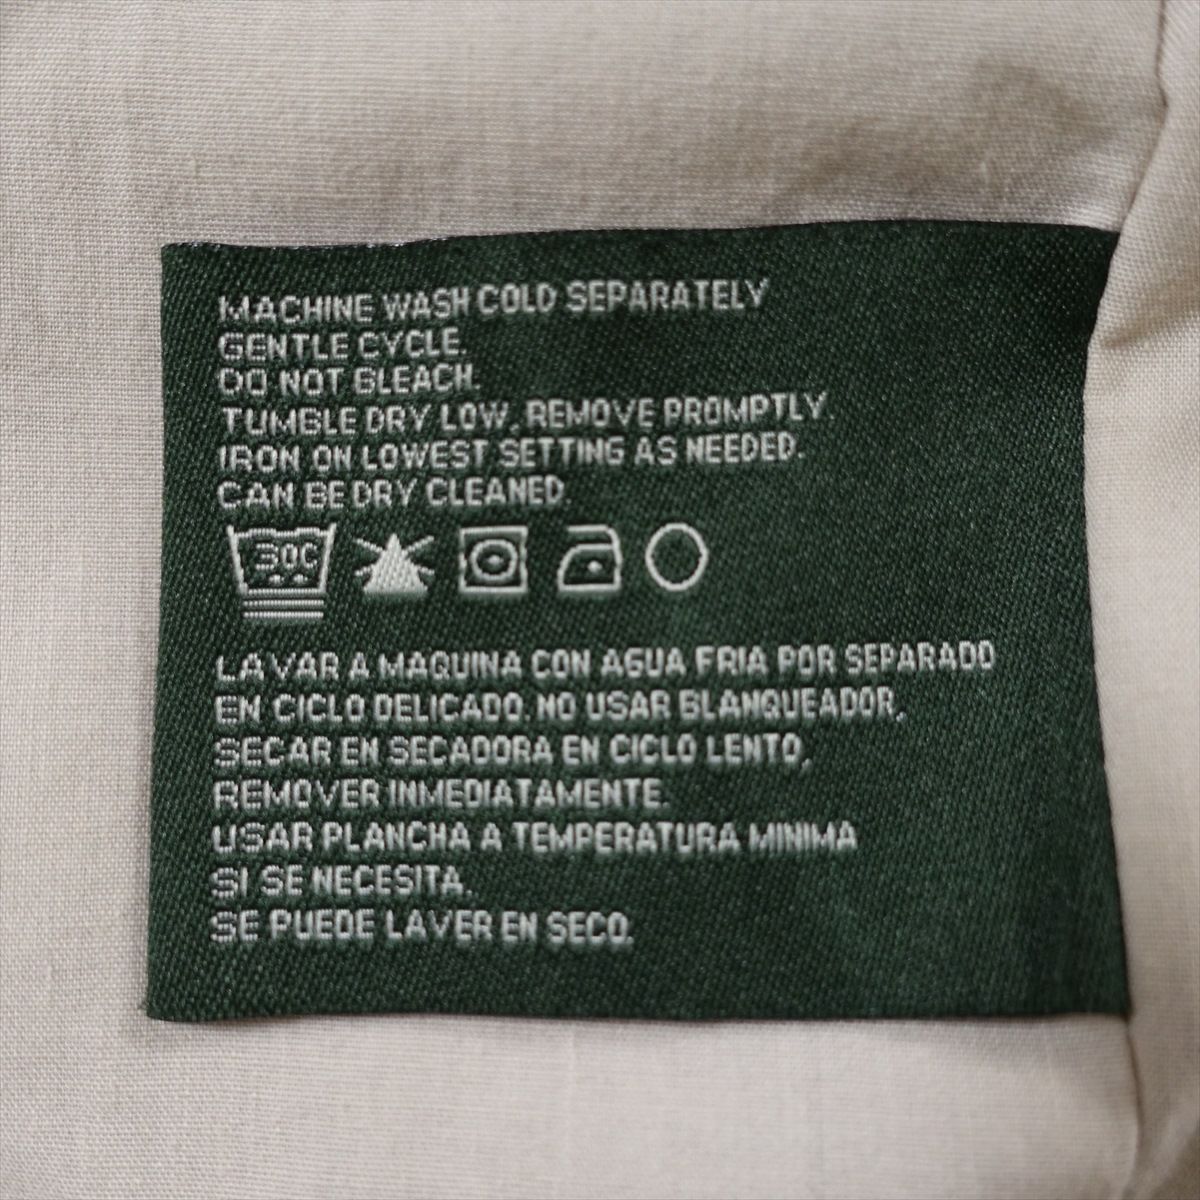 MACHINE WASH COLD SEPARATELY
GENTLE CYCLE.
DO NOT BLEACH.
TUMBLE DRY LOW, REMOVE PROMPTLY.
IRON ON LOWEST SETTING AS NEEDED.
CAN BE DRY CLEANED.
30C
LAVAR A MAQUINA CON AGUA FRIA POR SEPARADO
EN CICLO DELICADO. NO USAR BLANQUEADOR,
SECAR EN SECADORA EN CICLO LENTO,
REMOVER INMEDIATAMENTE.
USAR PLANCHA A TEMPERATURA MINIMA
SI SE NECESITA.
SE PUEDE LAVER EN SECO.